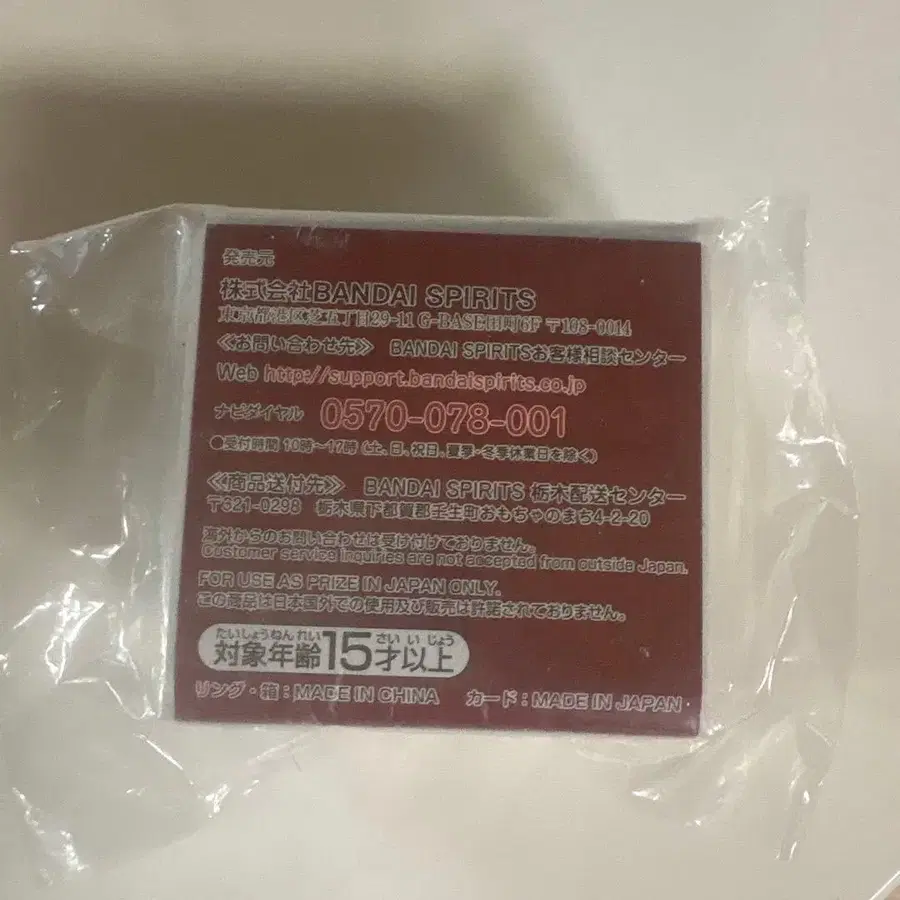 発売元
株式会社BANDAI SPIRITS
東京都港区芝五丁目29-11 G-BASE田町6F 〒108-0014
《お問い合わせ先》 BANDAI SPIRITSお客様相談センター
Web http://support.bandaispirits.co.jp
ナビダイヤル 0570-078-001
●受付時間 10時～17時(土、日、祝日、夏季・冬季休業日を除く)
《商品送付先》 BANDAI SPIRITS 栃木配送センター
〒321-0298 栃木県下都賀郡壬生町おもちゃのまち4-2-20
海外からのお問い合わせは受け付けておりません。
Customer service inquiries are not accepted from outside Japan.
FOR USE AS PRIZE IN JAPAN ONLY.
この商品は日本国外での使用及び販売は許諾されておりません。
たいしょうねんれい さいいじょう
対象年齢15才以上
リング・箱：MADE IN CHINA カード：MADE IN JAPAN